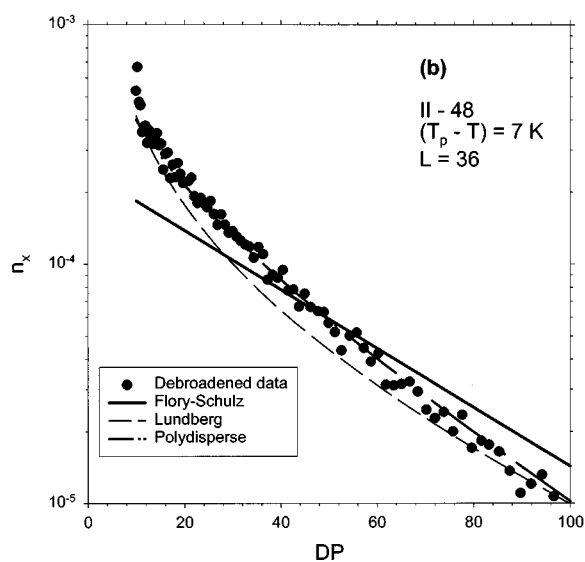 10⁻³
(b)
II - 48
(Tₚ - T) = 7 K
L = 36
nₓ
10⁻⁴
Debroadened data
Flory-Schulz
Lundberg
Polydisperse
10⁻⁵
0 20 40 60 80 100
DP